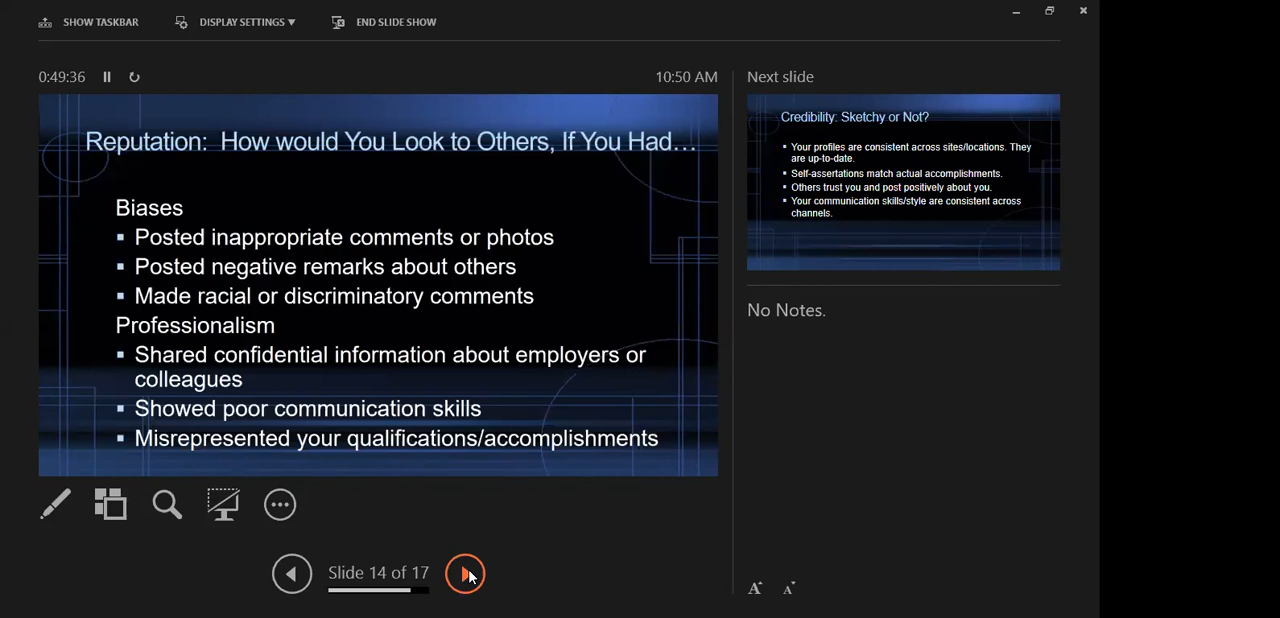 SHOW TASKBAR
DISPLAY SETTINGS ▼
END SLIDE SHOW
0:49:36
10:50 AM
Next slide
Reputation: How would You Look to Others, If You Had…
Biases
▪ Posted inappropriate comments or photos
▪ Posted negative remarks about others
▪ Made racial or discriminatory comments
Professionalism
▪ Shared confidential information about employers or
colleagues
▪ Showed poor communication skills
▪ Misrepresented your qualifications/accomplishments
Credibility: Sketchy or Not?
▪ Your profiles are consistent across sites/locations. They
are up-to-date.
▪ Self-assertations match actual accomplishments.
▪ Others trust you and post positively about you.
▪ Your communication skills/style are consistent across
channels.
No Notes.
Slide 14 of 17
A A